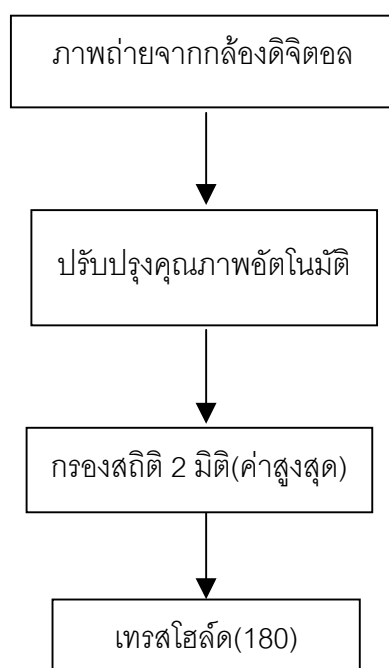 ภาพถ่ายจากกล้องดิจิตอล
ปรับปรุงคุณภาพอัตโนมัติ
กรองสถิติ 2 มิติ(ค่าสูงสุด)
เทรสโฮล์ด(180)